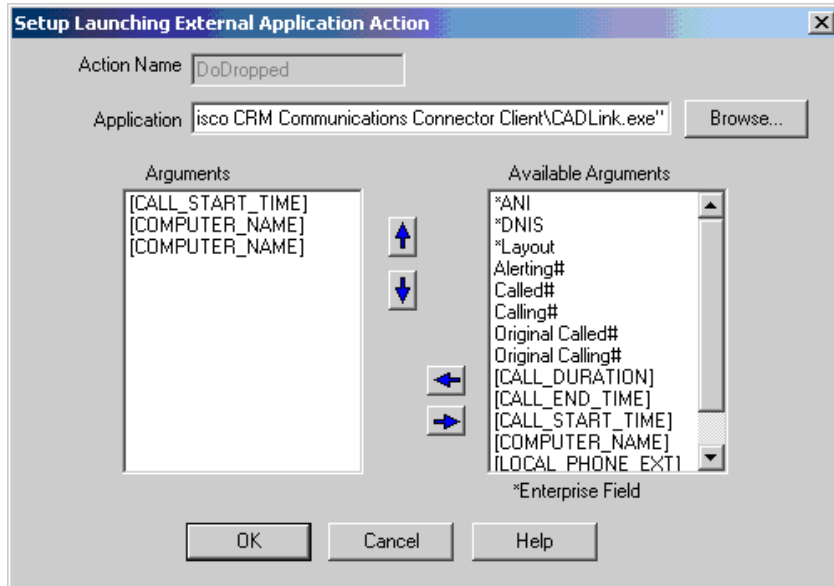 Setup Launching External Application Action
Action Name DoDropped
Application isco CRM Communications Connector Client\CADLink.exe" Browse...
Arguments
[CALL_START_TIME]
[COMPUTER_NAME]
[COMPUTER_NAME]
Available Arguments
*ANI
*DNIS
*Layout
Alerting#
Called#
Calling#
Original Called#
Original Calling#
[CALL_DURATION]
[CALL_END_TIME]
[CALL_START_TIME]
[COMPUTER_NAME]
[LOCAL_PHONE_EXT]
*Enterprise Field
OK Cancel Help